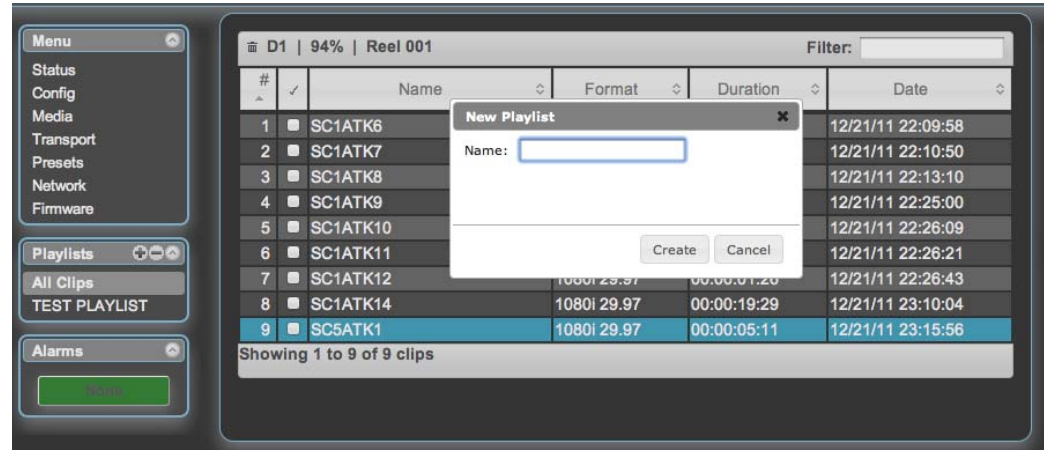 Menu
Status
Config
Media
Transport
Presets
Network
Firmware
Playlists
All Clips
TEST PLAYLIST
Alarms
None
D1 | 94% | Reel 001 Filter:
# ✓ Name Format Duration Date
1 SC1ATK6 12/21/11 22:09:58
2 SC1ATK7 12/21/11 22:10:50
3 SC1ATK8 12/21/11 22:13:10
4 SC1ATK9 12/21/11 22:25:00
5 SC1ATK10 12/21/11 22:26:09
6 SC1ATK11 12/21/11 22:26:21
7 SC1ATK12 1080i 29.97 12/21/11 22:26:43
8 SC1ATK14 1080i 29.97 00:00:19:29 12/21/11 23:10:04
9 SC5ATK1 1080i 29.97 00:00:05:11 12/21/11 23:15:56
Showing 1 to 9 of 9 clips
New Playlist
Name:
Create Cancel